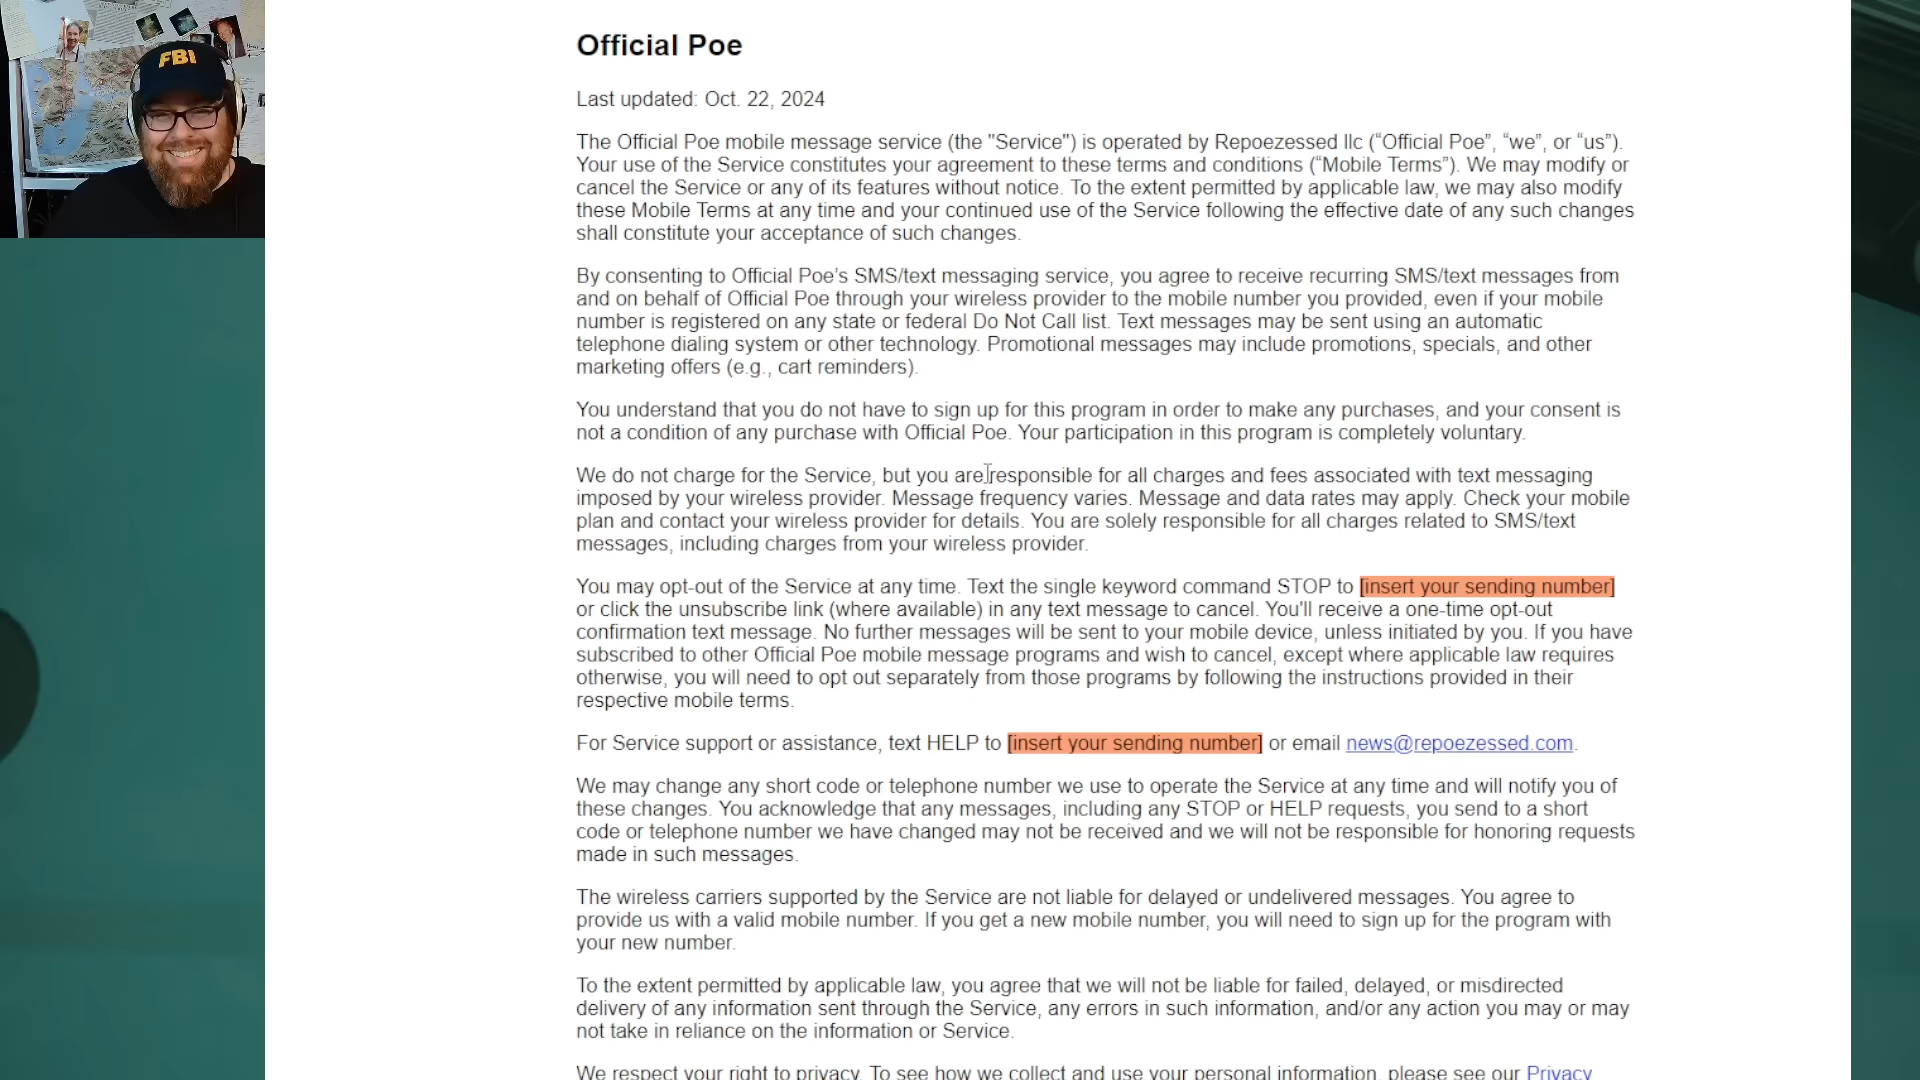 FBI
Official Poe
Last updated: Oct. 22, 2024
The Official Poe mobile message service (the "Service") is operated by Repoezessed llc (“Official Poe”, “we”, or “us”).
Your use of the Service constitutes your agreement to these terms and conditions (“Mobile Terms”). We may modify or
cancel the Service or any of its features without notice. To the extent permitted by applicable law, we may also modify
these Mobile Terms at any time and your continued use of the Service following the effective date of any such changes
shall constitute your acceptance of such changes.
By consenting to Official Poe’s SMS/text messaging service, you agree to receive recurring SMS/text messages from
and on behalf of Official Poe through your wireless provider to the mobile number you provided, even if your mobile
number is registered on any state or federal Do Not Call list. Text messages may be sent using an automatic
telephone dialing system or other technology. Promotional messages may include promotions, specials, and other
marketing offers (e.g., cart reminders).
You understand that you do not have to sign up for this program in order to make any purchases, and your consent is
not a condition of any purchase with Official Poe. Your participation in this program is completely voluntary.
We do not charge for the Service, but you are responsible for all charges and fees associated with text messaging
imposed by your wireless provider. Message frequency varies. Message and data rates may apply. Check your mobile
plan and contact your wireless provider for details. You are solely responsible for all charges related to SMS/text
messages, including charges from your wireless provider.
You may opt-out of the Service at any time. Text the single keyword command STOP to [insert your sending number]
or click the unsubscribe link (where available) in any text message to cancel. You'll receive a one-time opt-out
confirmation text message. No further messages will be sent to your mobile device, unless initiated by you. If you have
subscribed to other Official Poe mobile message programs and wish to cancel, except where applicable law requires
otherwise, you will need to opt out separately from those programs by following the instructions provided in their
respective mobile terms.
For Service support or assistance, text HELP to [insert your sending number] or email news@repoezessed.com.
We may change any short code or telephone number we use to operate the Service at any time and will notify you of
these changes. You acknowledge that any messages, including any STOP or HELP requests, you send to a short
code or telephone number we have changed may not be received and we will not be responsible for honoring requests
made in such messages.
The wireless carriers supported by the Service are not liable for delayed or undelivered messages. You agree to
provide us with a valid mobile number. If you get a new mobile number, you will need to sign up for the program with
your new number.
To the extent permitted by applicable law, you agree that we will not be liable for failed, delayed, or misdirected
delivery of any information sent through the Service, any errors in such information, and/or any action you may or may
not take in reliance on the information or Service.
We respect your right to privacy. To see how we collect and use your personal information, please see our Privacy